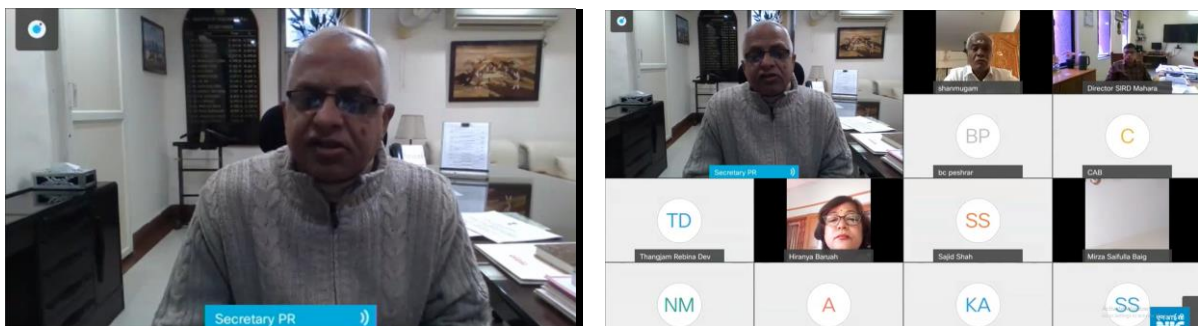 Secretary PR
shanmugam
Director SIRD Mahara
BP
bc peshrar
C
CAB
Secretary PR
TD
Thangjam Rebina Dev
Hiranya Baruah
SS
Sajid Shah
Mirza Saifulla Baig
NM
A
KA
SS
NIC